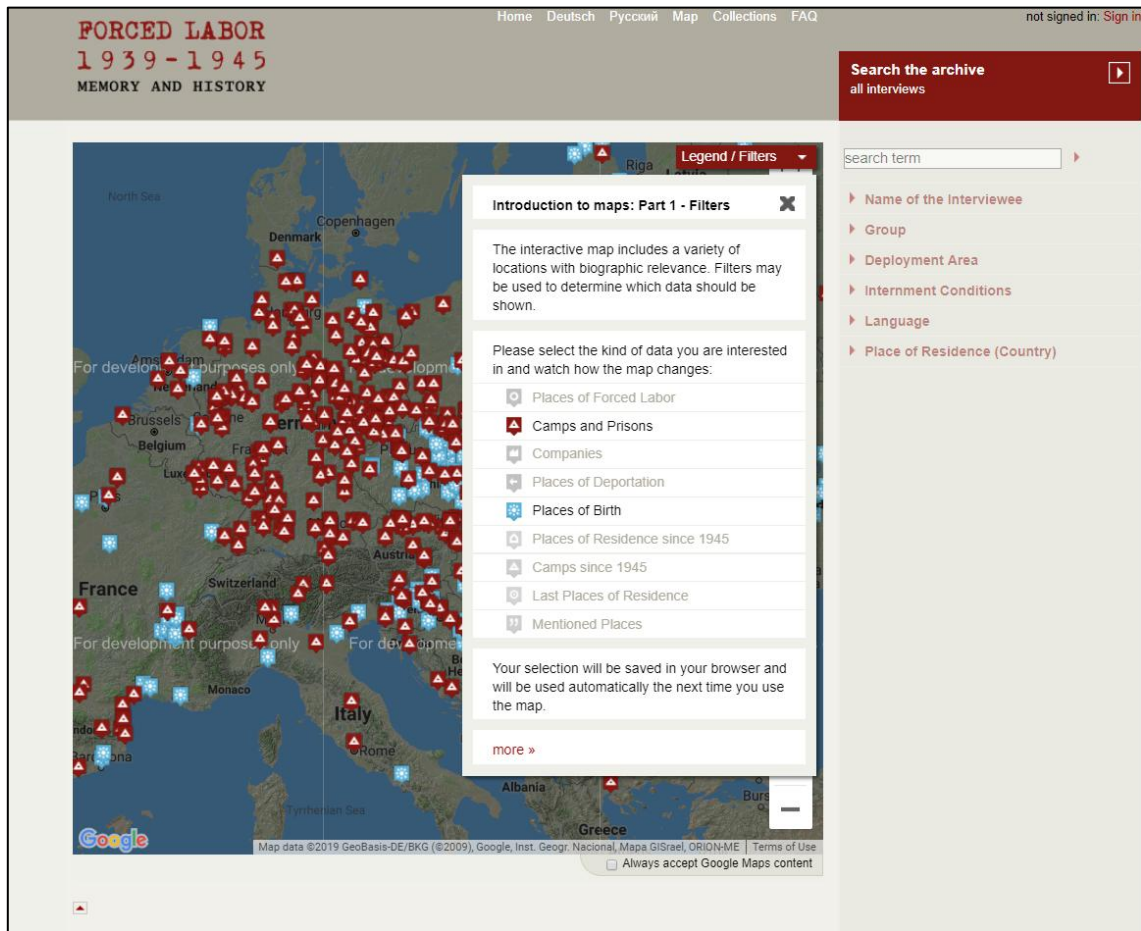 FORCED LABOR
1939-1945
MEMORY AND HISTORY
Home Deutsch Русский Map Collections FAQ
not signed in: Sign in
Search the archive
all interviews
search term
Name of the Interviewee
Group
Deployment Area
Internment Conditions
Language
Place of Residence (Country)
Legend / Filters
Introduction to maps: Part 1 - Filters
The interactive map includes a variety of
locations with biographic relevance. Filters may
be used to determine which data should be
shown.
Please select the kind of data you are interested
in and watch how the map changes:
Places of Forced Labor
Camps and Prisons
Companies
Places of Deportation
Places of Birth
Places of Residence since 1945
Camps since 1945
Last Places of Residence
Mentioned Places
Your selection will be saved in your browser and
will be used automatically the next time you use
the map.
more »
North Sea
Riga
Copenhagen
Denmark
For development purposes only
Brussels
Belgium
France
Switzerland
For development purposes only
Monaco
Italy
Rome
Albania
Tyrrhenian Sea
Greece
Google
Map data ©2019 GeoBasis-DE/BKG (©2009), Google, Inst. Geogr. Nacional, Mapa GISrael, ORION-ME
Terms of Use
Always accept Google Maps content